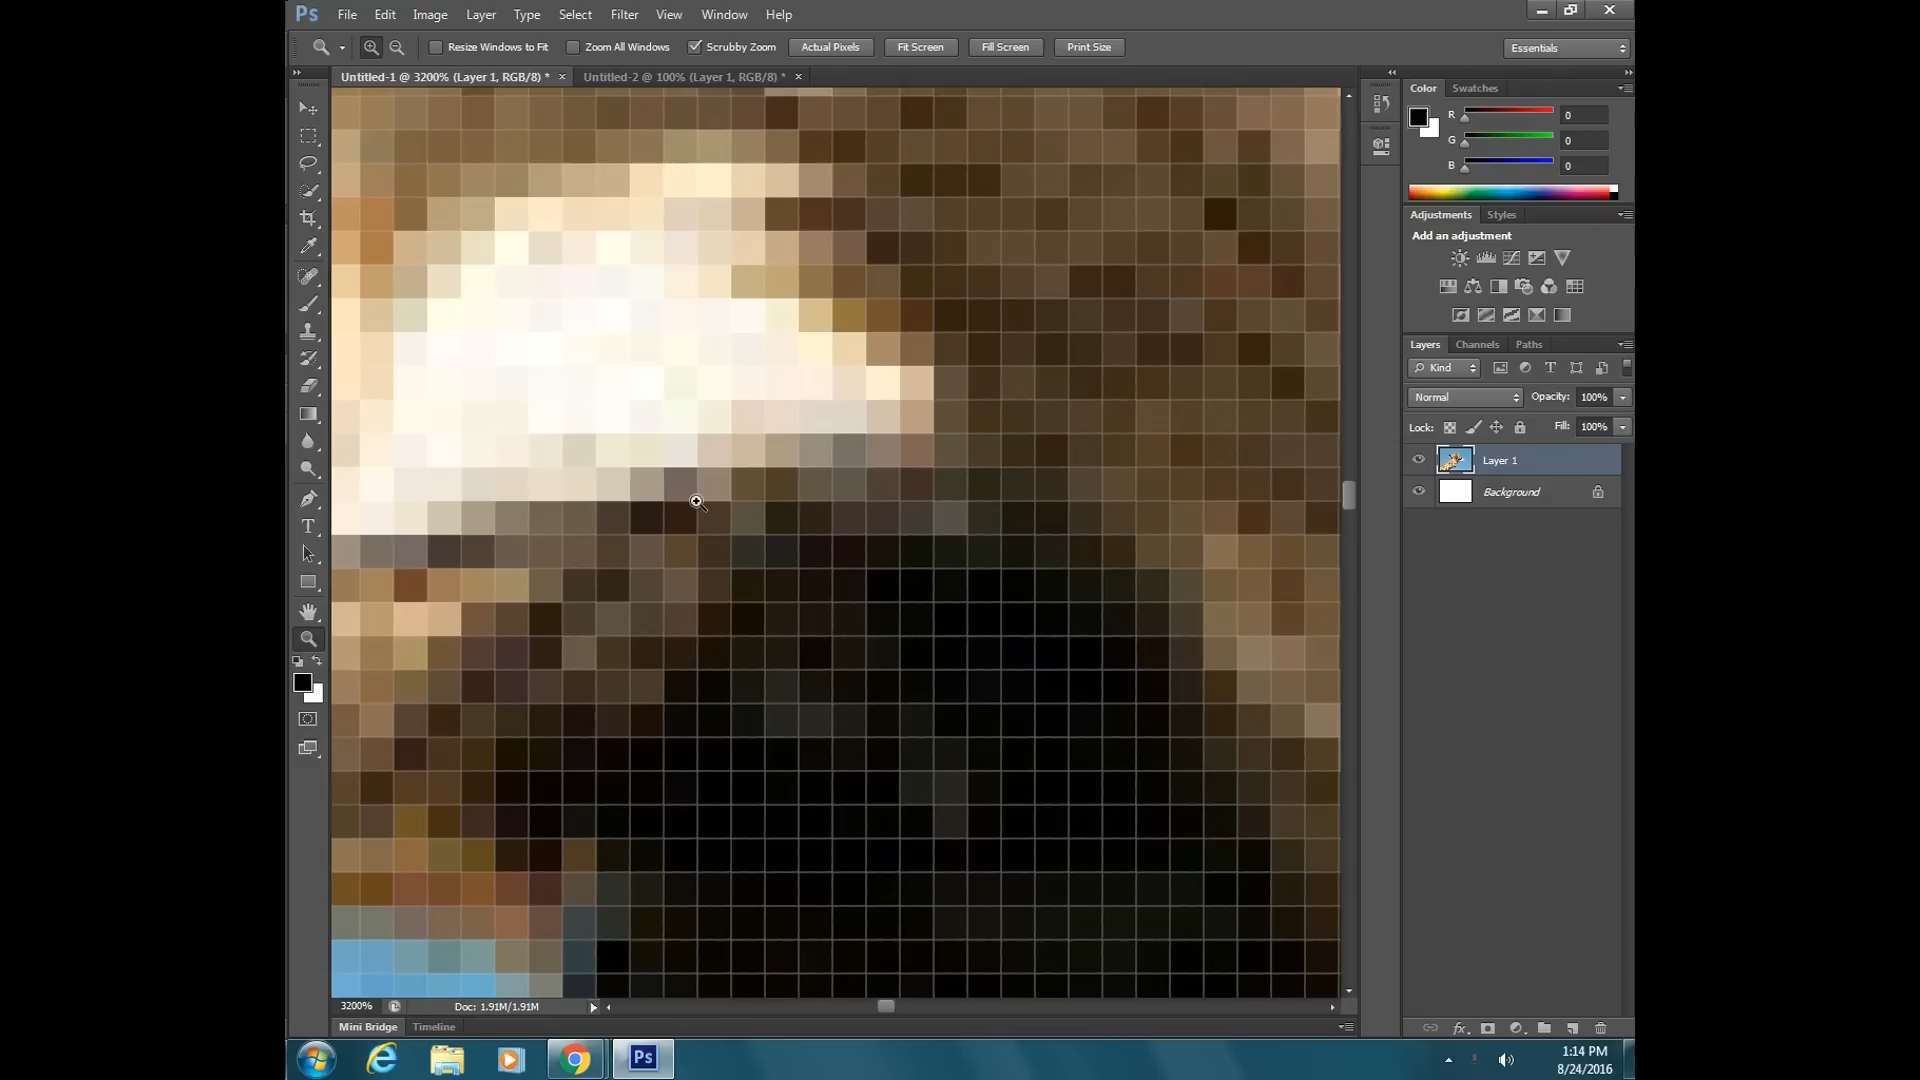 Ps File Edit Image Layer Type Select Filter View Window Help
Resize Windows to Fit Zoom All Windows Scrubby Zoom Actual Pixels Fit Screen Fill Screen Print Size Essentials
Untitled-1 @ 3200% (Layer 1, RGB/8) * × Untitled-2 @ 100% (Layer 1, RGB/8) * ×
Color Swatches
R 0
G 0
B 0
Adjustments Styles
Add an adjustment
Layers Channels Paths
Kind
Normal Opacity: 100%
Lock: Fill: 100%
Layer 1
Background
T
3200% Doc: 1.91M/1.91M
Mini Bridge Timeline
fx
Ps
1:14 PM
8/24/2016